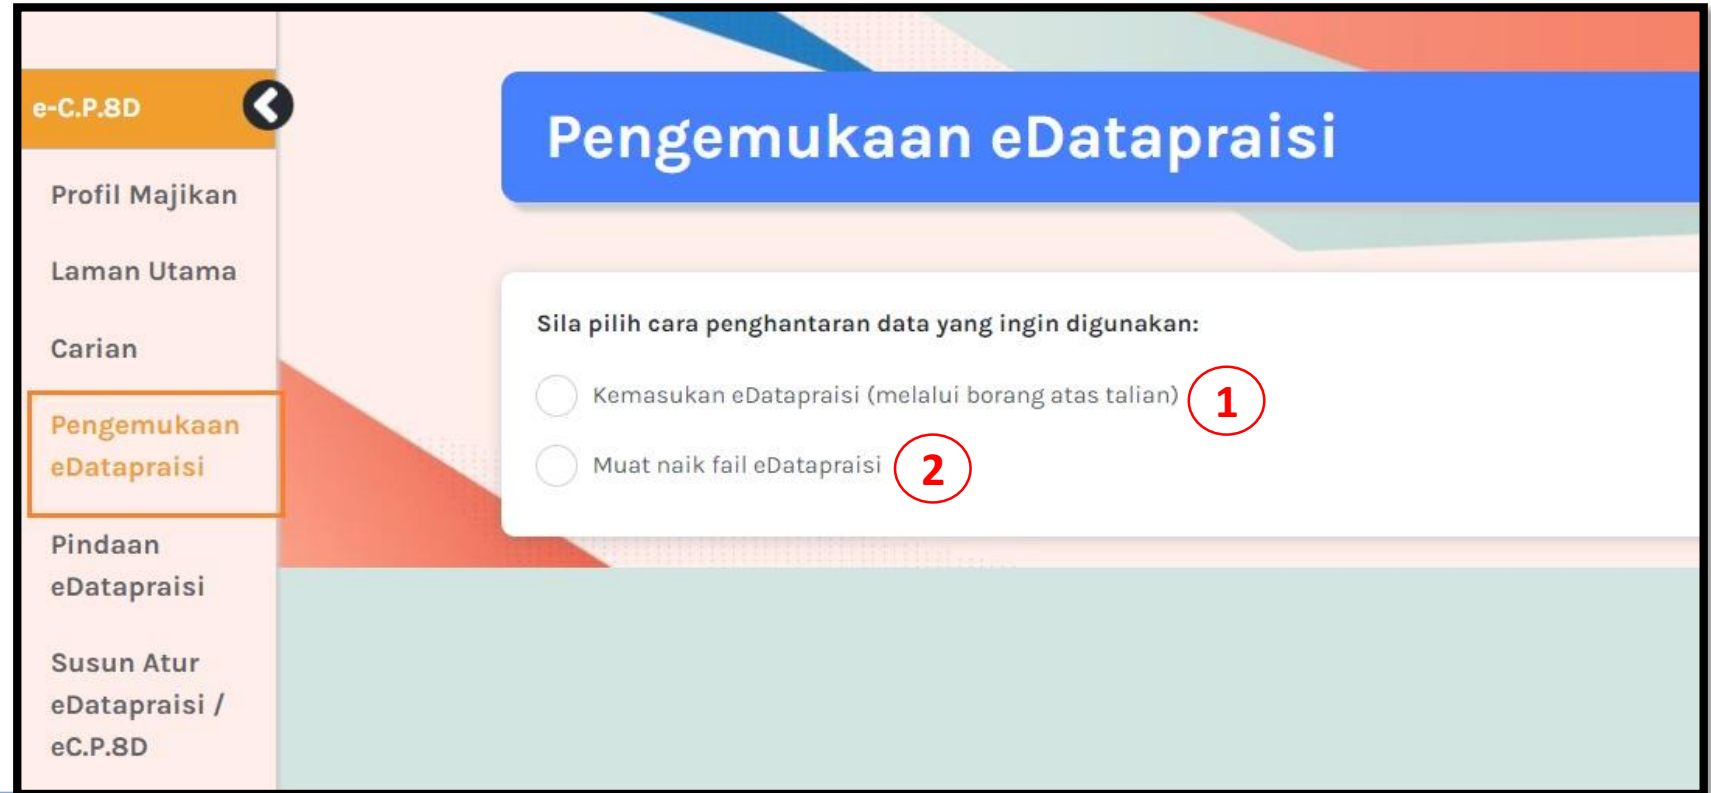 e-C.P.8D
Profil Majikan
Laman Utama
Carian
Pengemukaan
eDatapraisi
Pindaan
eDatapraisi
Susun Atur
eDatapraisi /
eC.P.8D
Pengemukaan eDatapraisi
Sila pilih cara penghantaran data yang ingin digunakan:
Kemasukan eDatapraisi (melalui borang atas talian) 1
Muat naik fail eDatapraisi 2